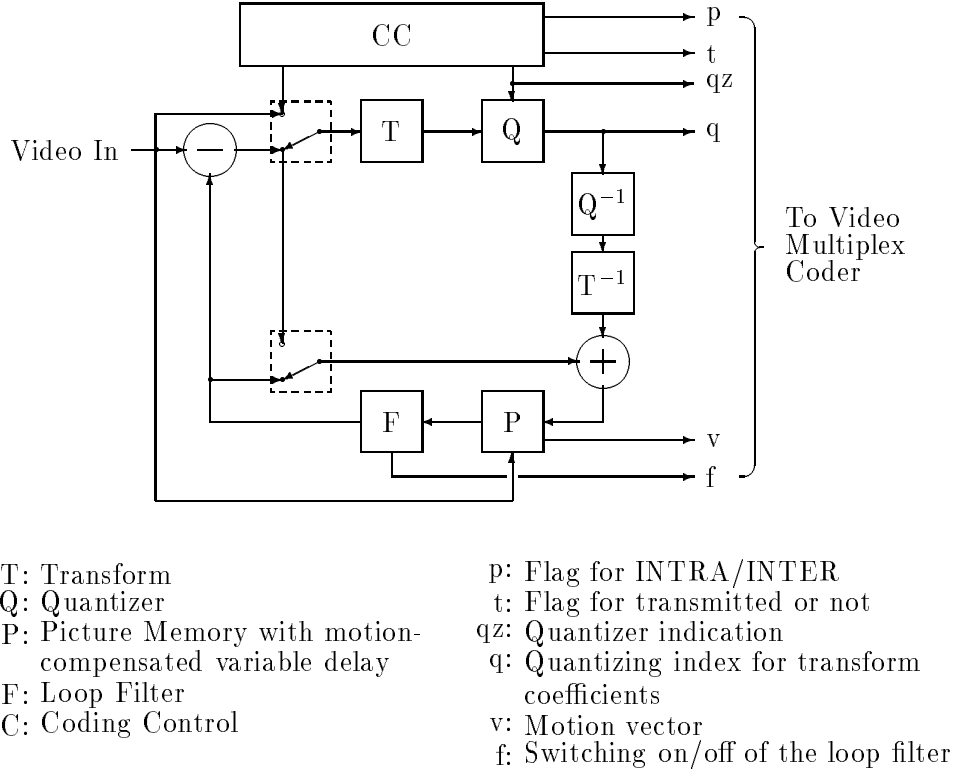 CC
p
t
qz
T
Q
q
Video In
Q−1
T−1
To Video
Multiplex
Coder
F
P
v
f
T: Transform
Q: Quantizer
P: Picture Memory with motion-
compensated variable delay
F: Loop Filter
C: Coding Control
p: Flag for INTRA/INTER
t: Flag for transmitted or not
qz: Quantizer indication
q: Quantizing index for transform
coefficients
v: Motion vector
f: Switching on/off of the loop filter